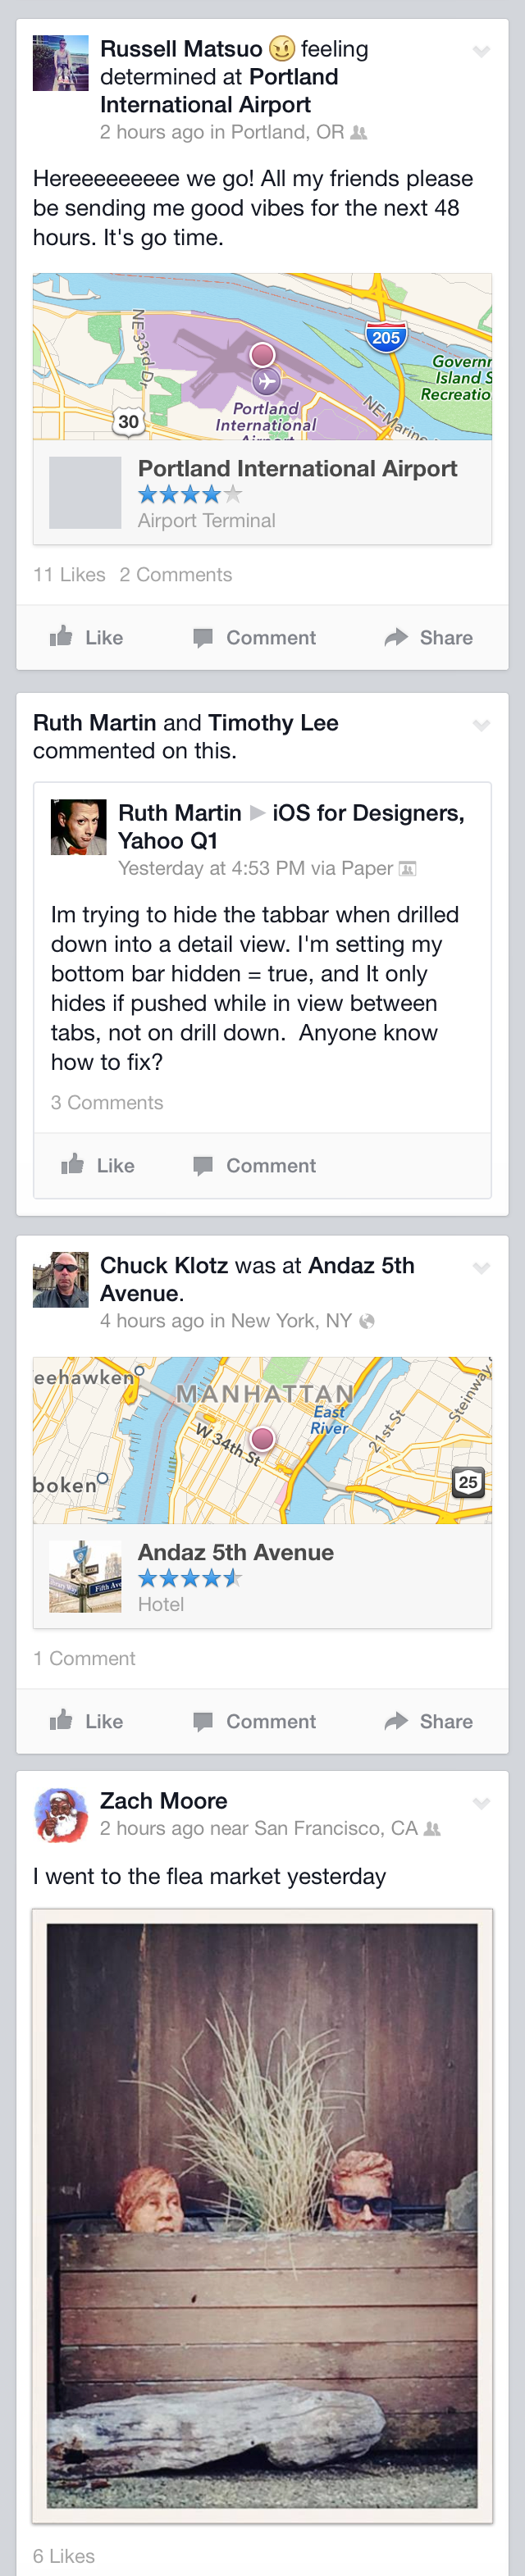 Russell Matsuo feeling
determined at Portland
International Airport
2 hours ago in Portland, OR
Hereeeeeeeee we go! All my friends please
be sending me good vibes for the next 48
hours. It's go time.
NE 33rd D
205
Govern
Island S
Recreatio
30
Portland
International
Airport
NE Marine
Portland International Airport
Airport Terminal
11 Likes 2 Comments
Like Comment Share
Ruth Martin and Timothy Lee
commented on this.
Ruth Martin ▶ iOS for Designers,
Yahoo Q1
Yesterday at 4:53 PM via Paper
Im trying to hide the tabbar when drilled
down into a detail view. I'm setting my
bottom bar hidden = true, and It only
hides if pushed while in view between
tabs, not on drill down.  Anyone know
how to fix?
3 Comments
Like Comment
Chuck Klotz was at Andaz 5th
Avenue.
4 hours ago in New York, NY
eehawken
MANHATTAN
East
River
W 34th St
21st St
Steinway
boken
25
Andaz 5th Avenue
Fifth Ave
Hotel
1 Comment
Like Comment Share
Zach Moore
2 hours ago near San Francisco, CA
I went to the flea market yesterday
6 Likes